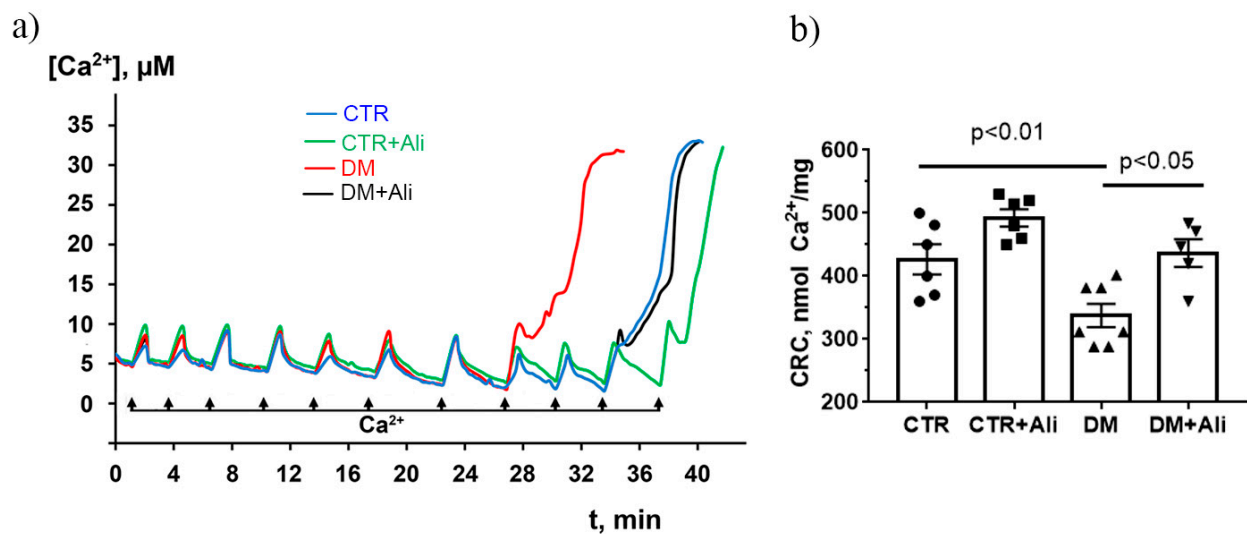 a)
[Ca²⁺], µM
35
30
25
20
15
10
5
0
CTR
CTR+Ali
DM
DM+Ali
Ca²⁺
0 4 8 12 16 20 24 28 32 36 40
t, min
b)
CRC, nmol Ca²⁺/mg
600
500
400
300
200
p<0.01
p<0.05
CTR CTR+Ali DM DM+Ali